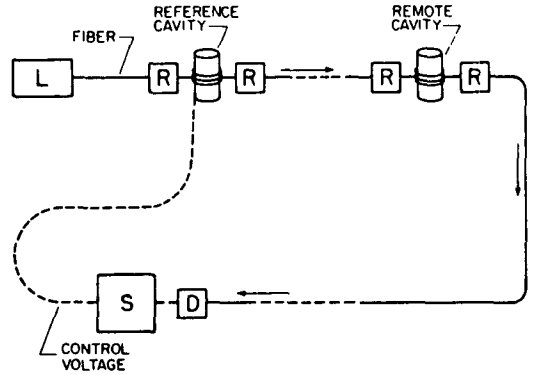 REFERENCE
CAVITY
REMOTE
CAVITY
FIBER
L
R
R
R
R
S
D
CONTROL
VOLTAGE